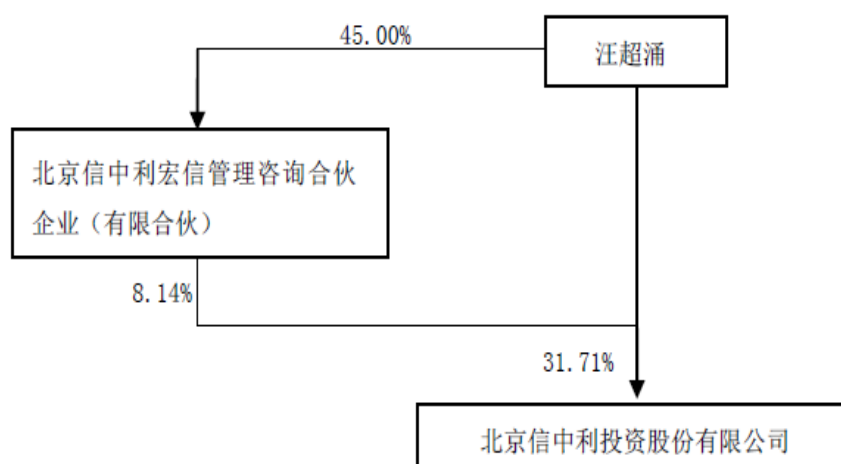 45.00%
汪超涌
北京信中利宏信管理咨询合伙
企业（有限合伙）
8.14%
31.71%
北京信中利投资股份有限公司